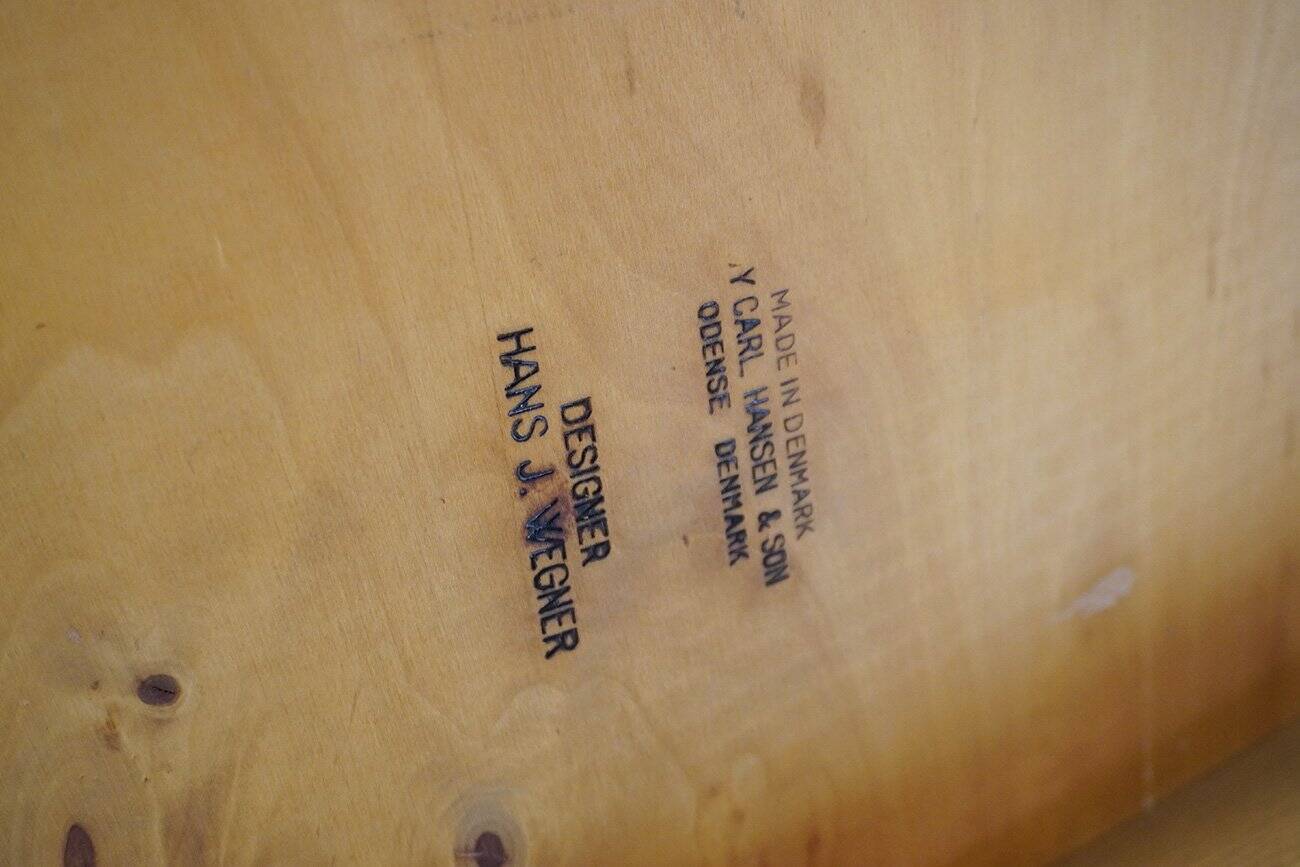 MADE IN DENMARK
Y CARL HANSEN & SON
ODENSE DENMARK
DESIGNER
HANS J. WEGNER